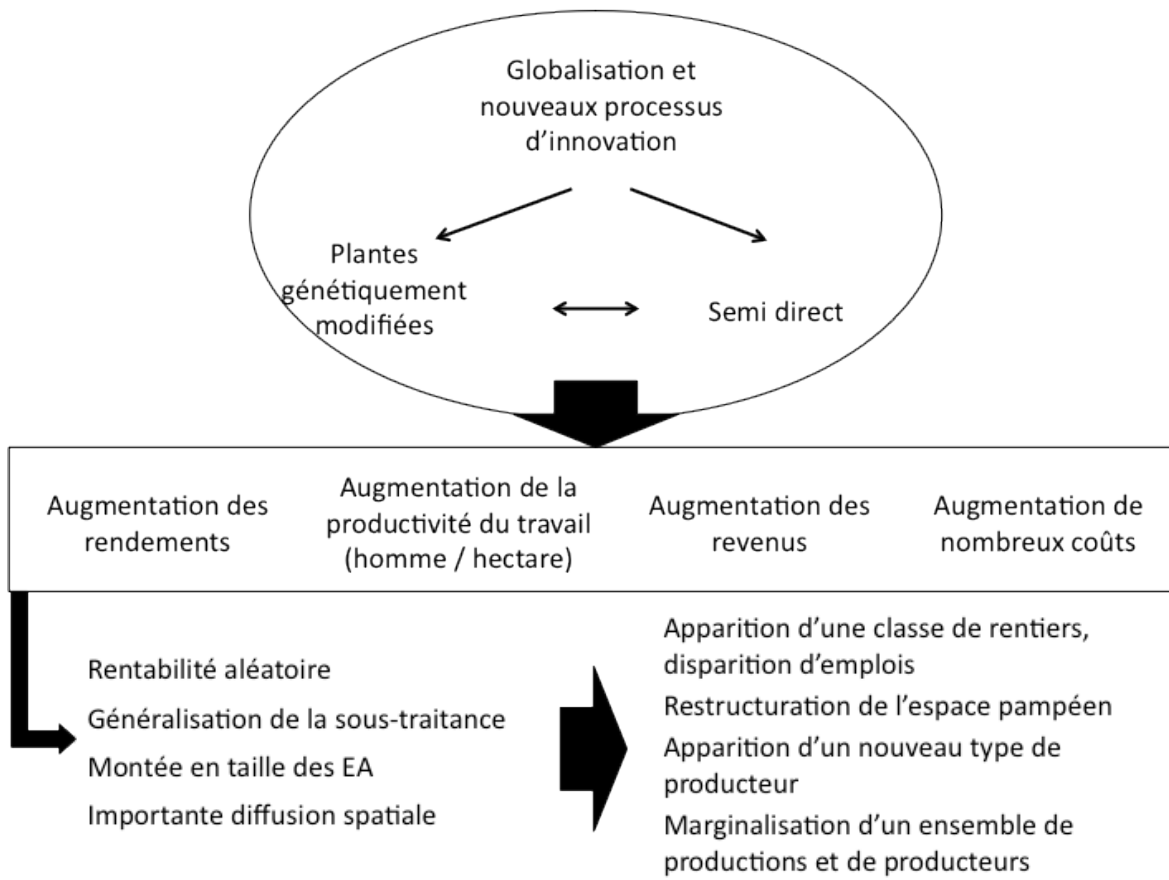 Globalisation et
nouveaux processus
d’innovation
Plantes
génétiquement
modifiées
Semi direct
Augmentation des
rendements
Augmentation de la
productivité du travail
(homme / hectare)
Augmentation des
revenus
Augmentation de
nombreux coûts
Rentabilité aléatoire
Généralisation de la sous-traitance
Montée en taille des EA
Importante diffusion spatiale
Apparition d’une classe de rentiers,
disparition d’emplois
Restructuration de l’espace pampéen
Apparition d’un nouveau type de
producteur
Marginalisation d’un ensemble de
productions et de producteurs